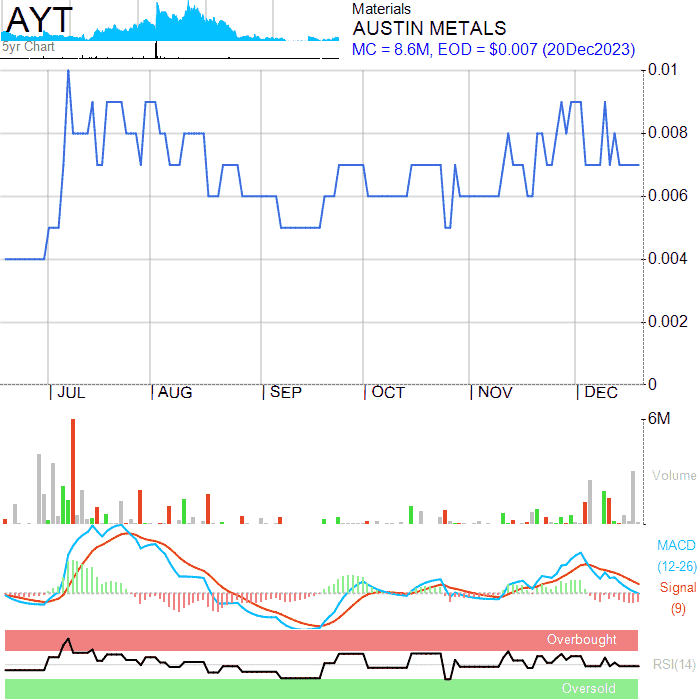 AYT
5yr Chart
Materials
AUSTIN METALS
MC = 8.6M, EOD = $0.007 (20Dec2023)
0.01
0.008
0.006
0.004
0.002
0
JUL AUG SEP OCT NOV DEC
6M
Volume
MACD
(12-26)
Signal
(9)
Overbought
RSI(14)
Oversold